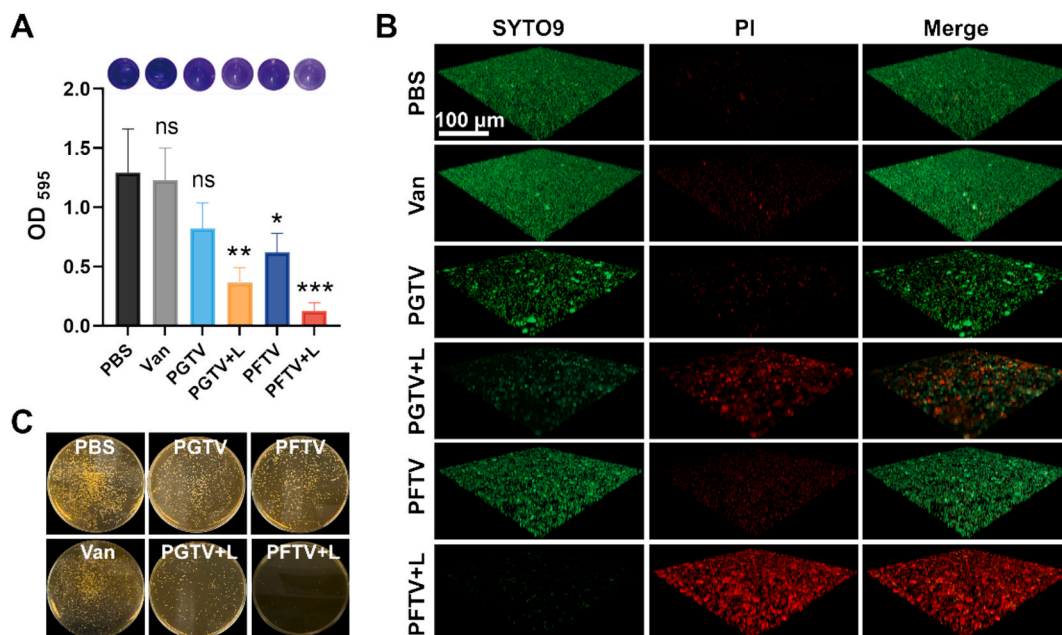 A
2.0
1.5
1.0
0.5
0.0
OD 595
ns
ns
**
*
***
PBS
Van
PGTV
PGTV+L
PFTV
PFTV+L
B
SYTO9
PI
Merge
PBS
100 µm
Van
PGTV
PGTV+L
PFTV
PFTV+L
C
PBS
PGTV
PFTV
Van
PGTV+L
PFTV+L